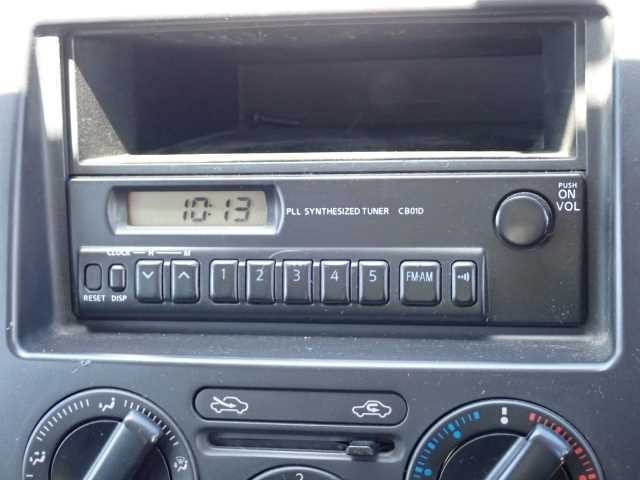 10:13
PLL SYNTHESIZED TUNER CB01D
PUSH
ON
VOL
CLOCK H M
RESET DISP
1 2 3 4 5 FM·AM
2